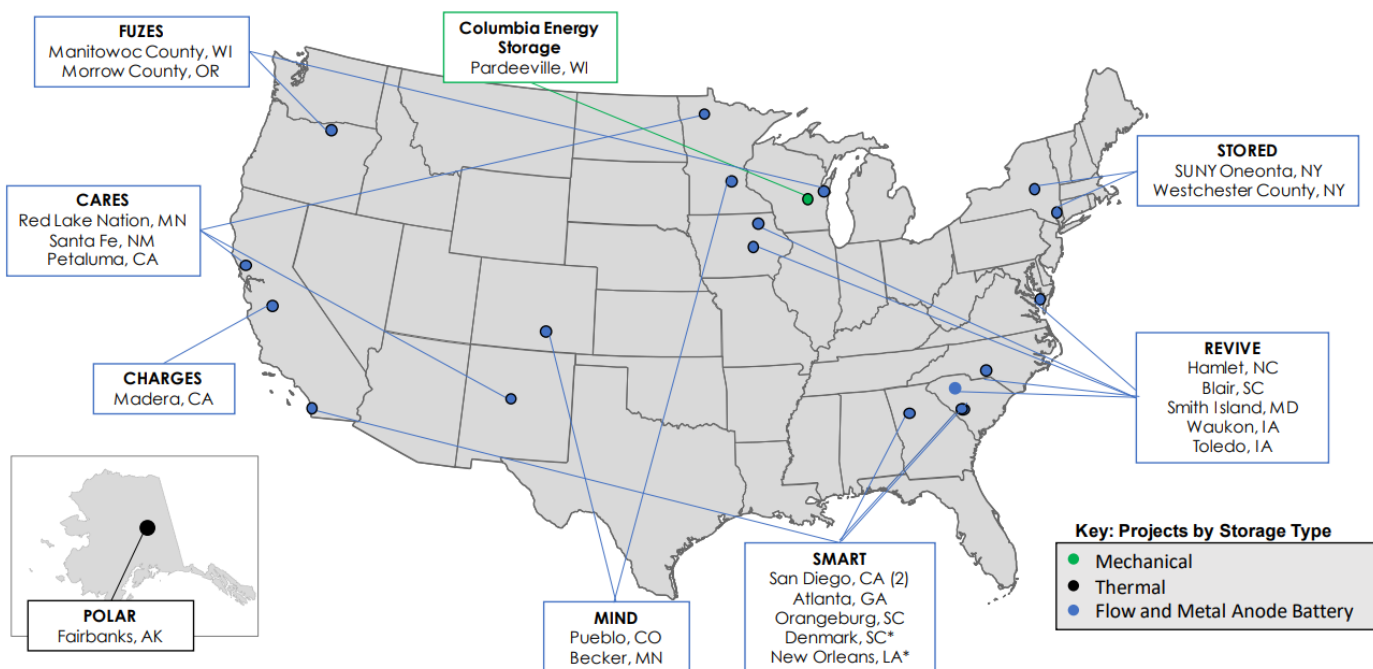 FUZES
Manitowoc County, WI
Morrow County, OR
Columbia Energy
Storage
Pardeeville, WI
STORED
SUNY Oneonta, NY
Westchester County, NY
CARES
Red Lake Nation, MN
Santa Fe, NM
Petaluma, CA
CHARGES
Madera, CA
REVIVE
Hamlet, NC
Blair, SC
Smith Island, MD
Waukon, IA
Toledo, IA
POLAR
Fairbanks, AK
MIND
Pueblo, CO
Becker, MN
SMART
San Diego, CA (2)
Atlanta, GA
Orangeburg, SC
Denmark, SC*
New Orleans, LA*
Key: Projects by Storage Type
Mechanical
Thermal
Flow and Metal Anode Battery